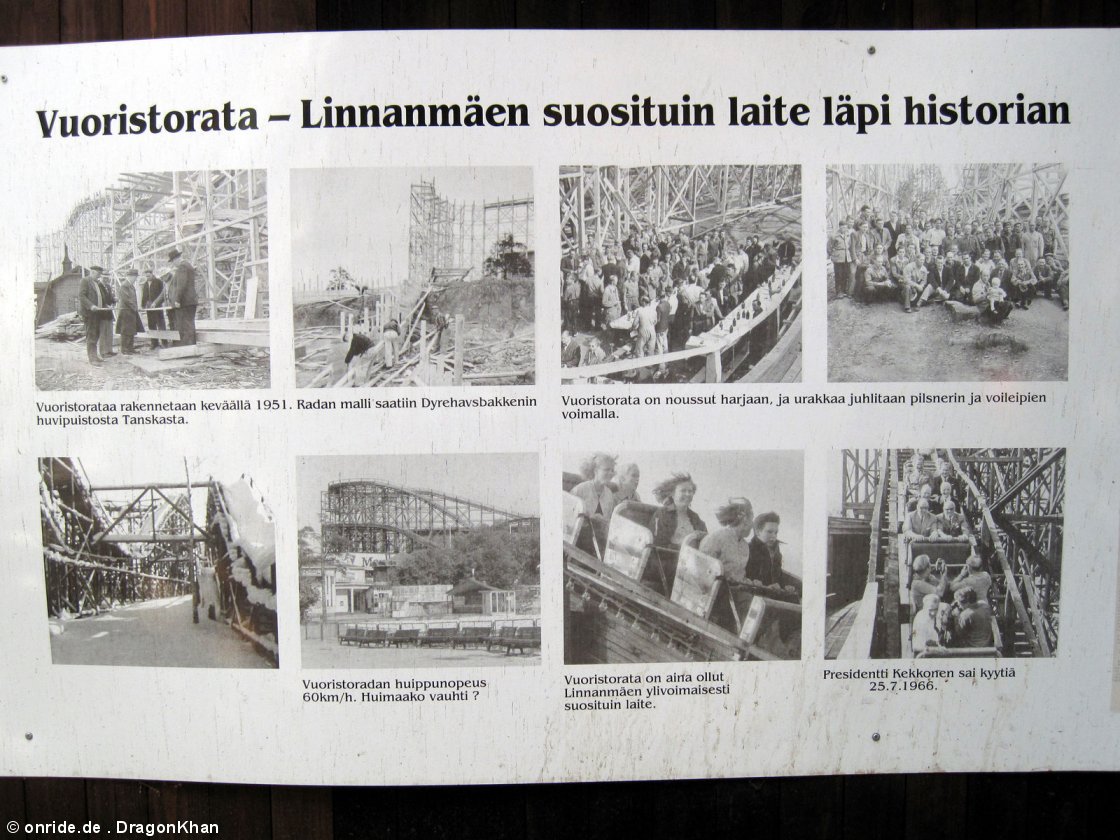 Vuoristorata – Linnanmäen suosituin laite läpi historian
Vuoristorataa rakennetaan keväällä 1951. Radan malli saatiin Dyrehavsbakkenin
huvipuistosta Tanskasta.
Vuoristorata on noussut harjaan, ja urakkaa juhlitaan pilsnerin ja voileipien
voimalla.
Vuoristoradan huippunopeus
60km/h. Huimaako vauhti ?
Vuoristorata on aina ollut
Linnanmäen ylivoimaisesti
suosituin laite.
Presidentti Kekkonen sai kyytiä
25.7.1966.
© onride.de . DragonKhan